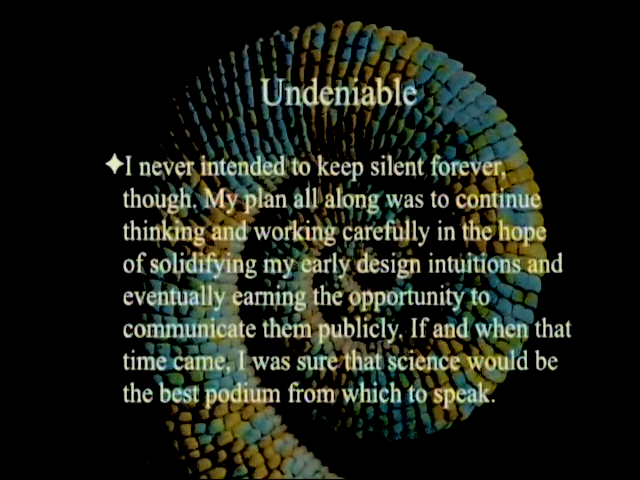 Undeniable
✦I never intended to keep silent forever,
though. My plan all along was to continue
thinking and working carefully in the hope
of solidifying my early design intuitions and
eventually earning the opportunity to
communicate them publicly. If and when that
time came, I was sure that science would be
the best podium from which to speak.